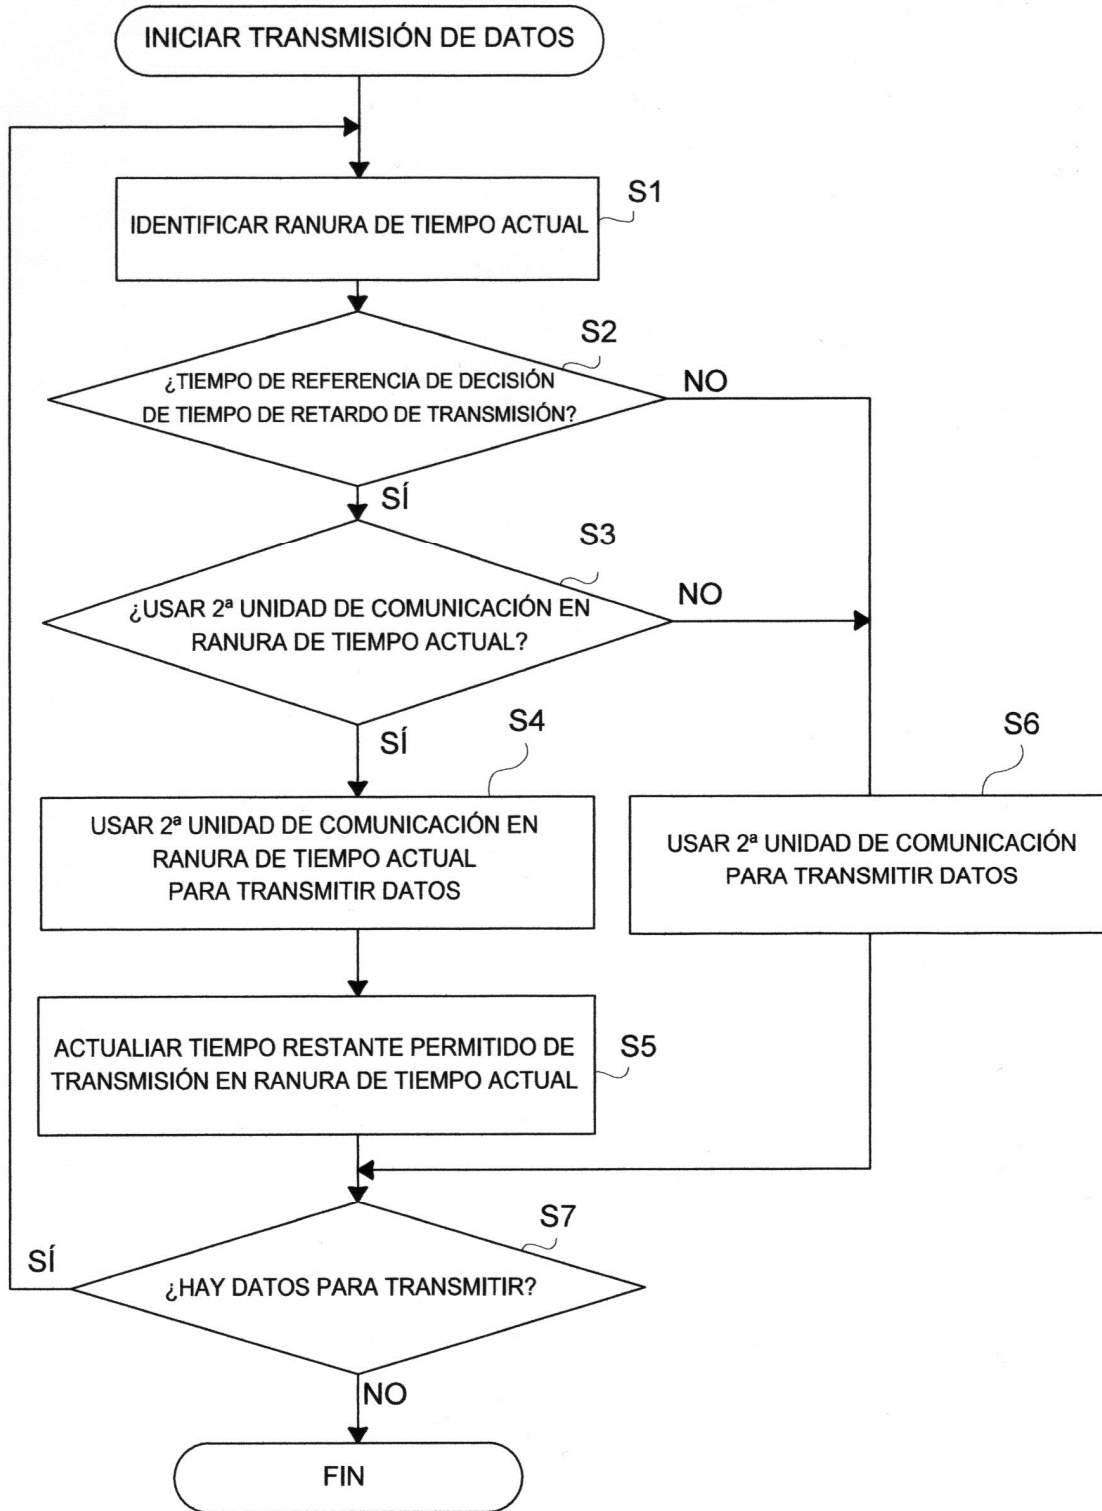 INICIAR TRANSMISIÓN DE DATOS
S1
IDENTIFICAR RANURA DE TIEMPO ACTUAL
S2
¿TIEMPO DE REFERENCIA DE DECISIÓN
DE TIEMPO DE RETARDO DE TRANSMISIÓN?
NO
SÍ
S3
¿USAR 2ª UNIDAD DE COMUNICACIÓN EN
RANURA DE TIEMPO ACTUAL?
NO
SÍ
S4
USAR 2ª UNIDAD DE COMUNICACIÓN EN
RANURA DE TIEMPO ACTUAL
PARA TRANSMITIR DATOS
S6
USAR 2ª UNIDAD DE COMUNICACIÓN
PARA TRANSMITIR DATOS
ACTUALIAR TIEMPO RESTANTE PERMITIDO DE
TRANSMISIÓN EN RANURA DE TIEMPO ACTUAL
S5
S7
SÍ
¿HAY DATOS PARA TRANSMITIR?
NO
FIN